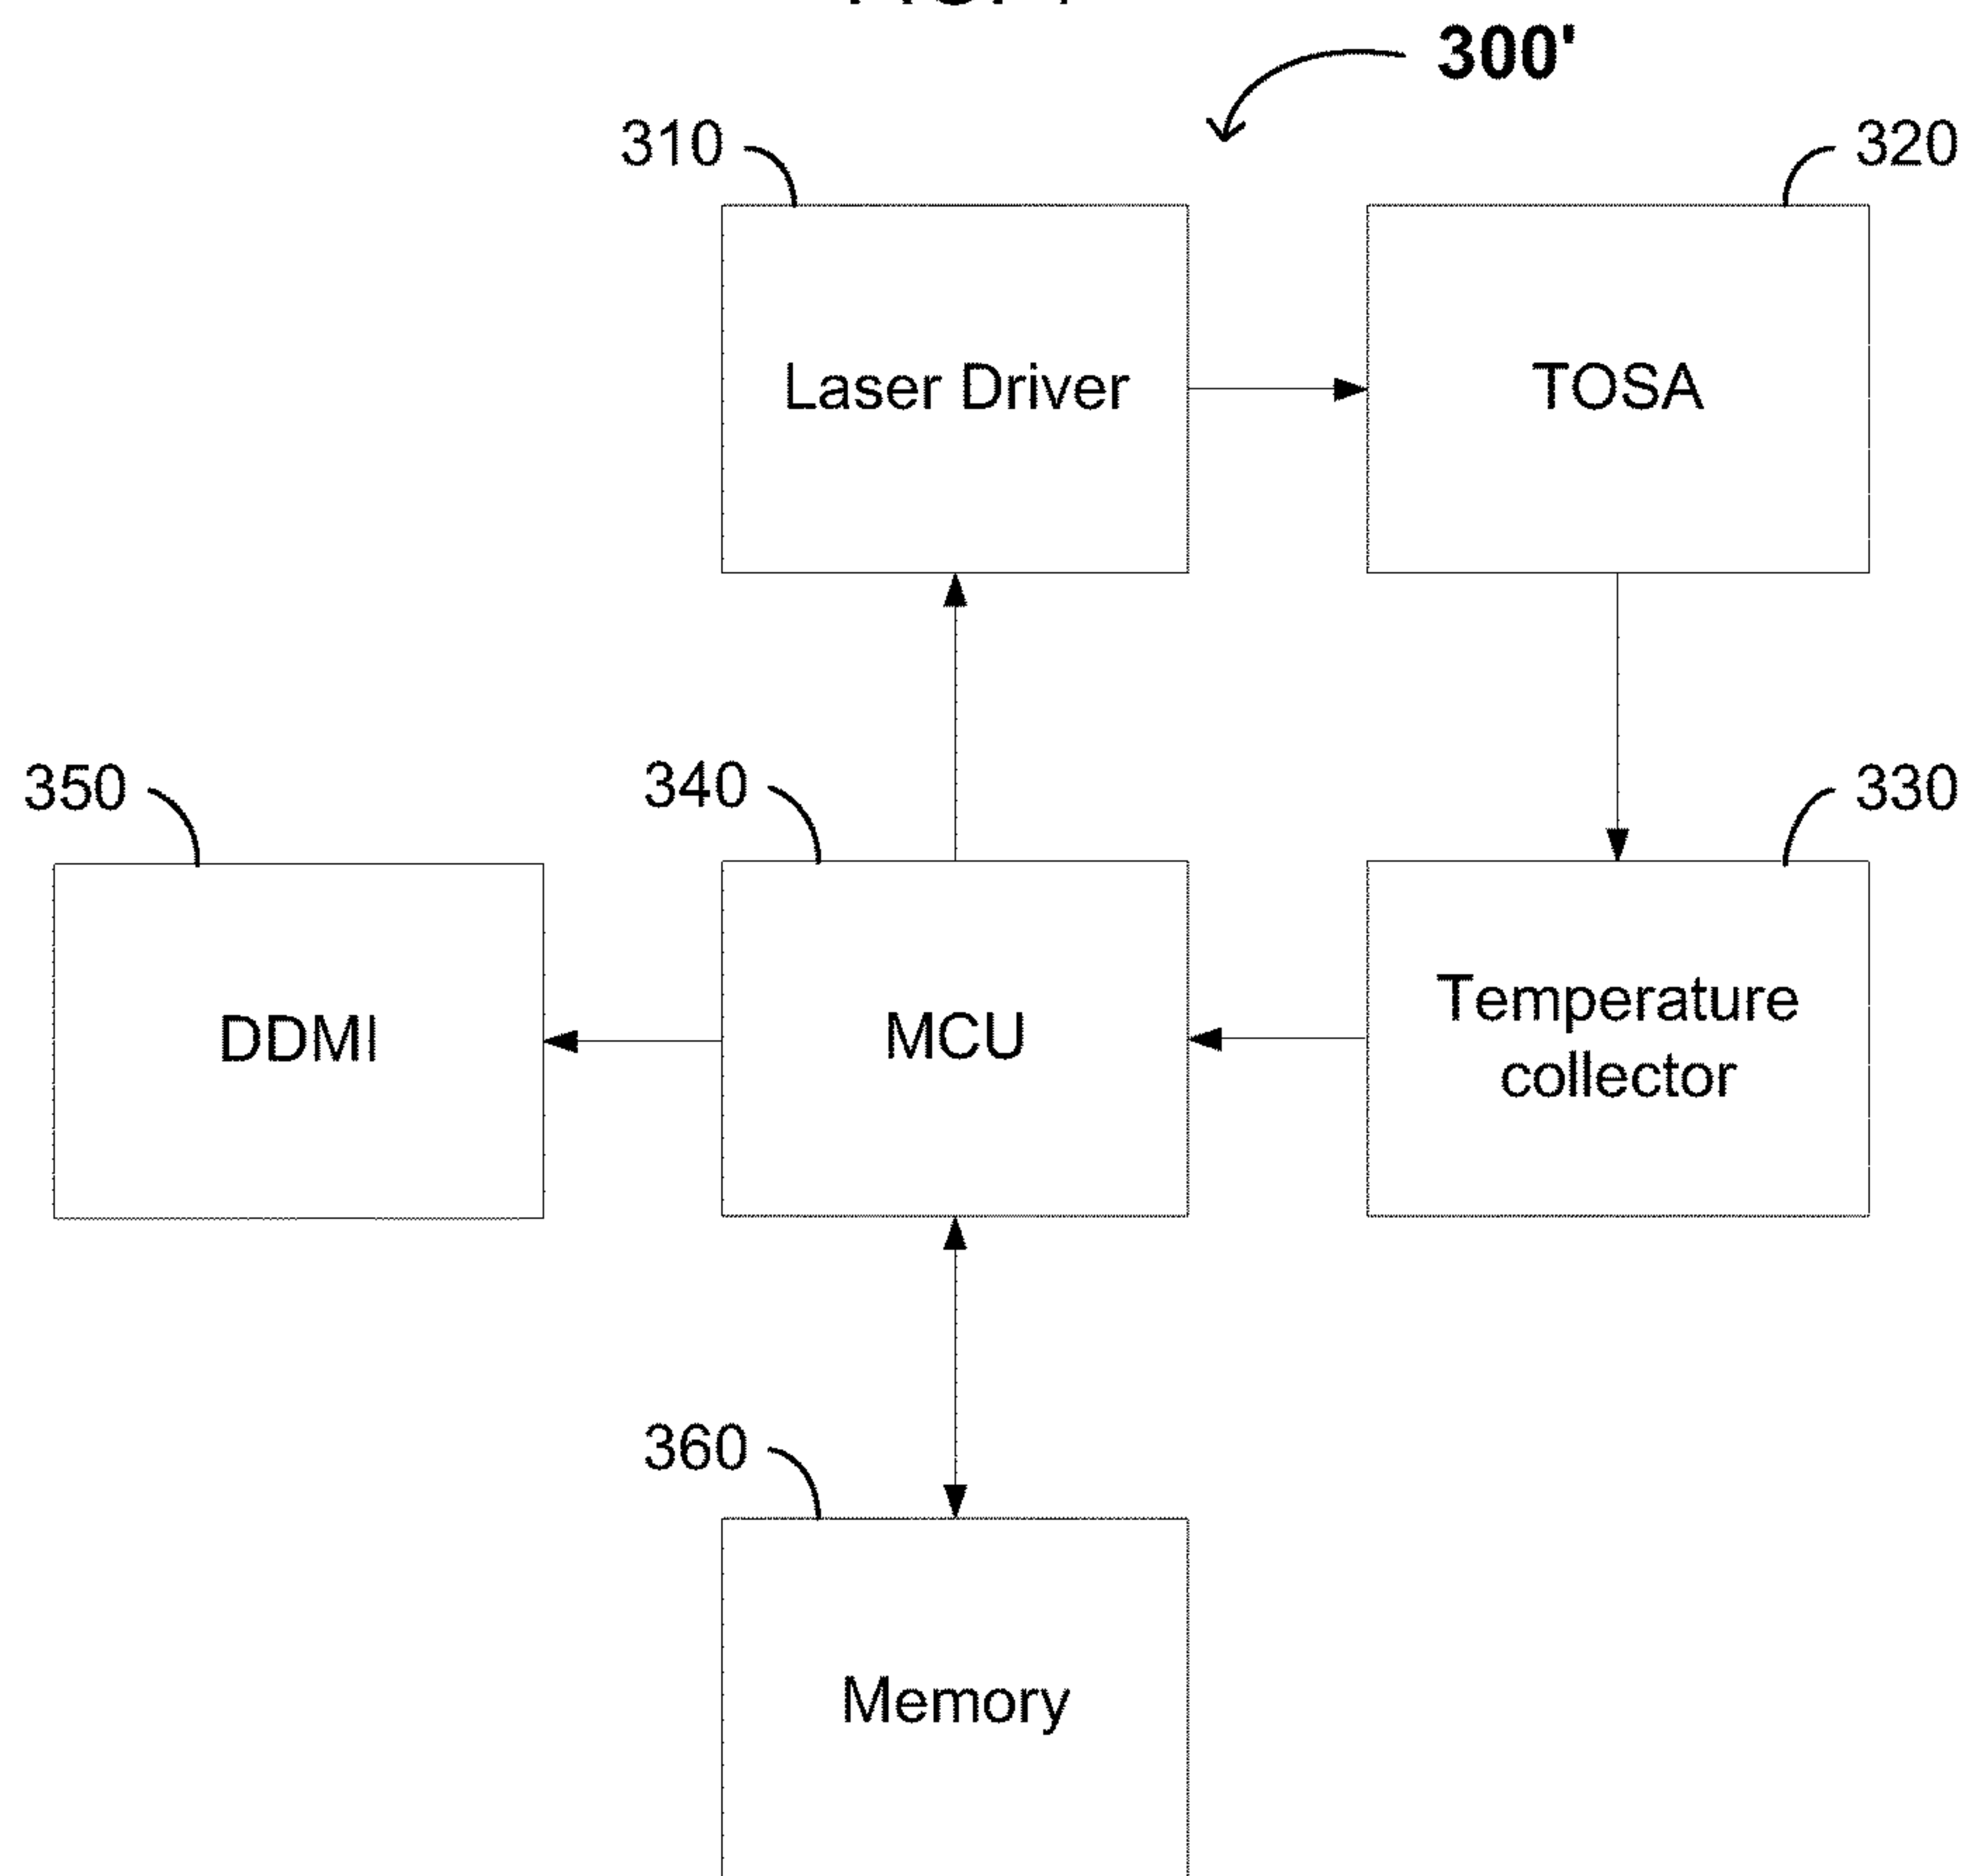 300'
310
320
Laser Driver
TOSA
350
340
330
DDMI
MCU
Temperature
collector
360
Memory